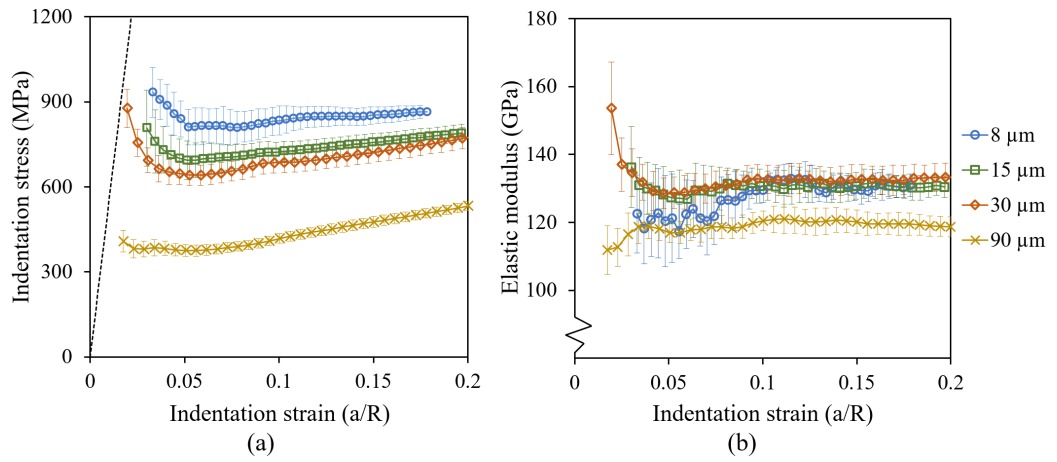 1200
900
600
300
0
0
0.05
0.1
0.15
0.2
Indentation stress (MPa)
Indentation strain (a/R)
(a)
180
160
140
120
100
0
0.05
0.1
0.15
0.2
Elastic modulus (GPa)
Indentation strain (a/R)
(b)
8 µm
15 µm
30 µm
90 µm